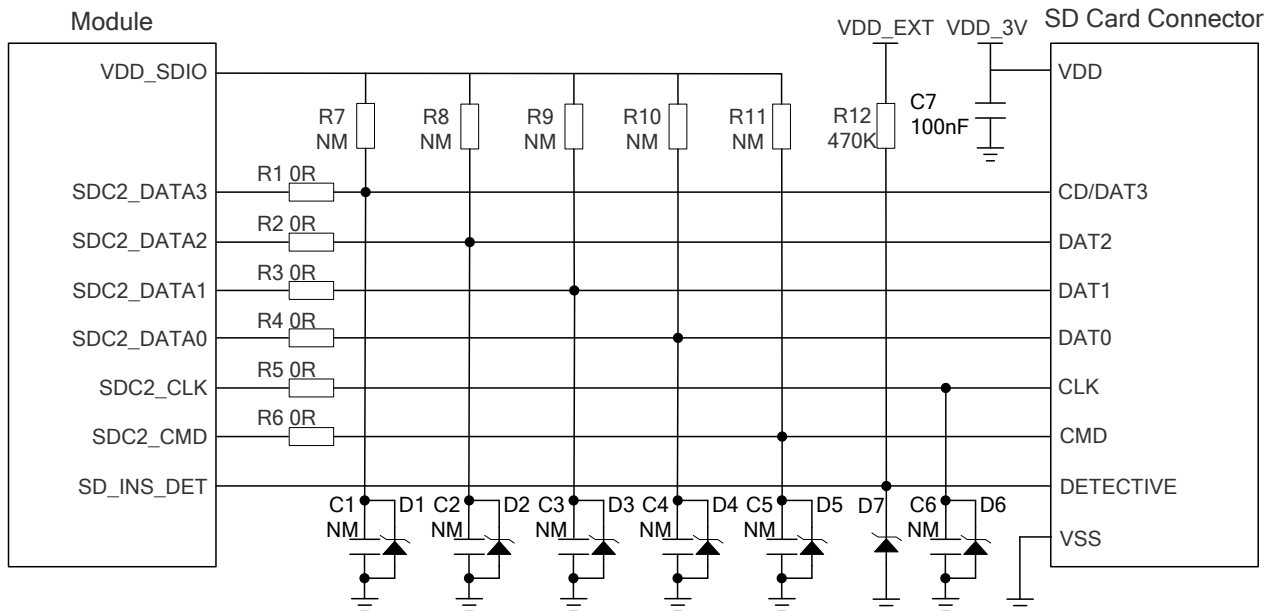 Module
SD Card Connector
VDD_EXT VDD_3V
VDD_SDIO
VDD
R7
NM
R8
NM
R9
NM
R10
NM
R11
NM
R12
470K
C7
100nF
R1 0R
SDC2_DATA3
CD/DAT3
R2 0R
SDC2_DATA2
DAT2
R3 0R
SDC2_DATA1
DAT1
R4 0R
SDC2_DATA0
DAT0
R5 0R
SDC2_CLK
CLK
R6 0R
SDC2_CMD
CMD
SD_INS_DET
DETECTIVE
C1
NM
D1
C2
NM
D2
C3
NM
D3
C4
NM
D4
C5
NM
D5
D7
C6
NM
D6
VSS